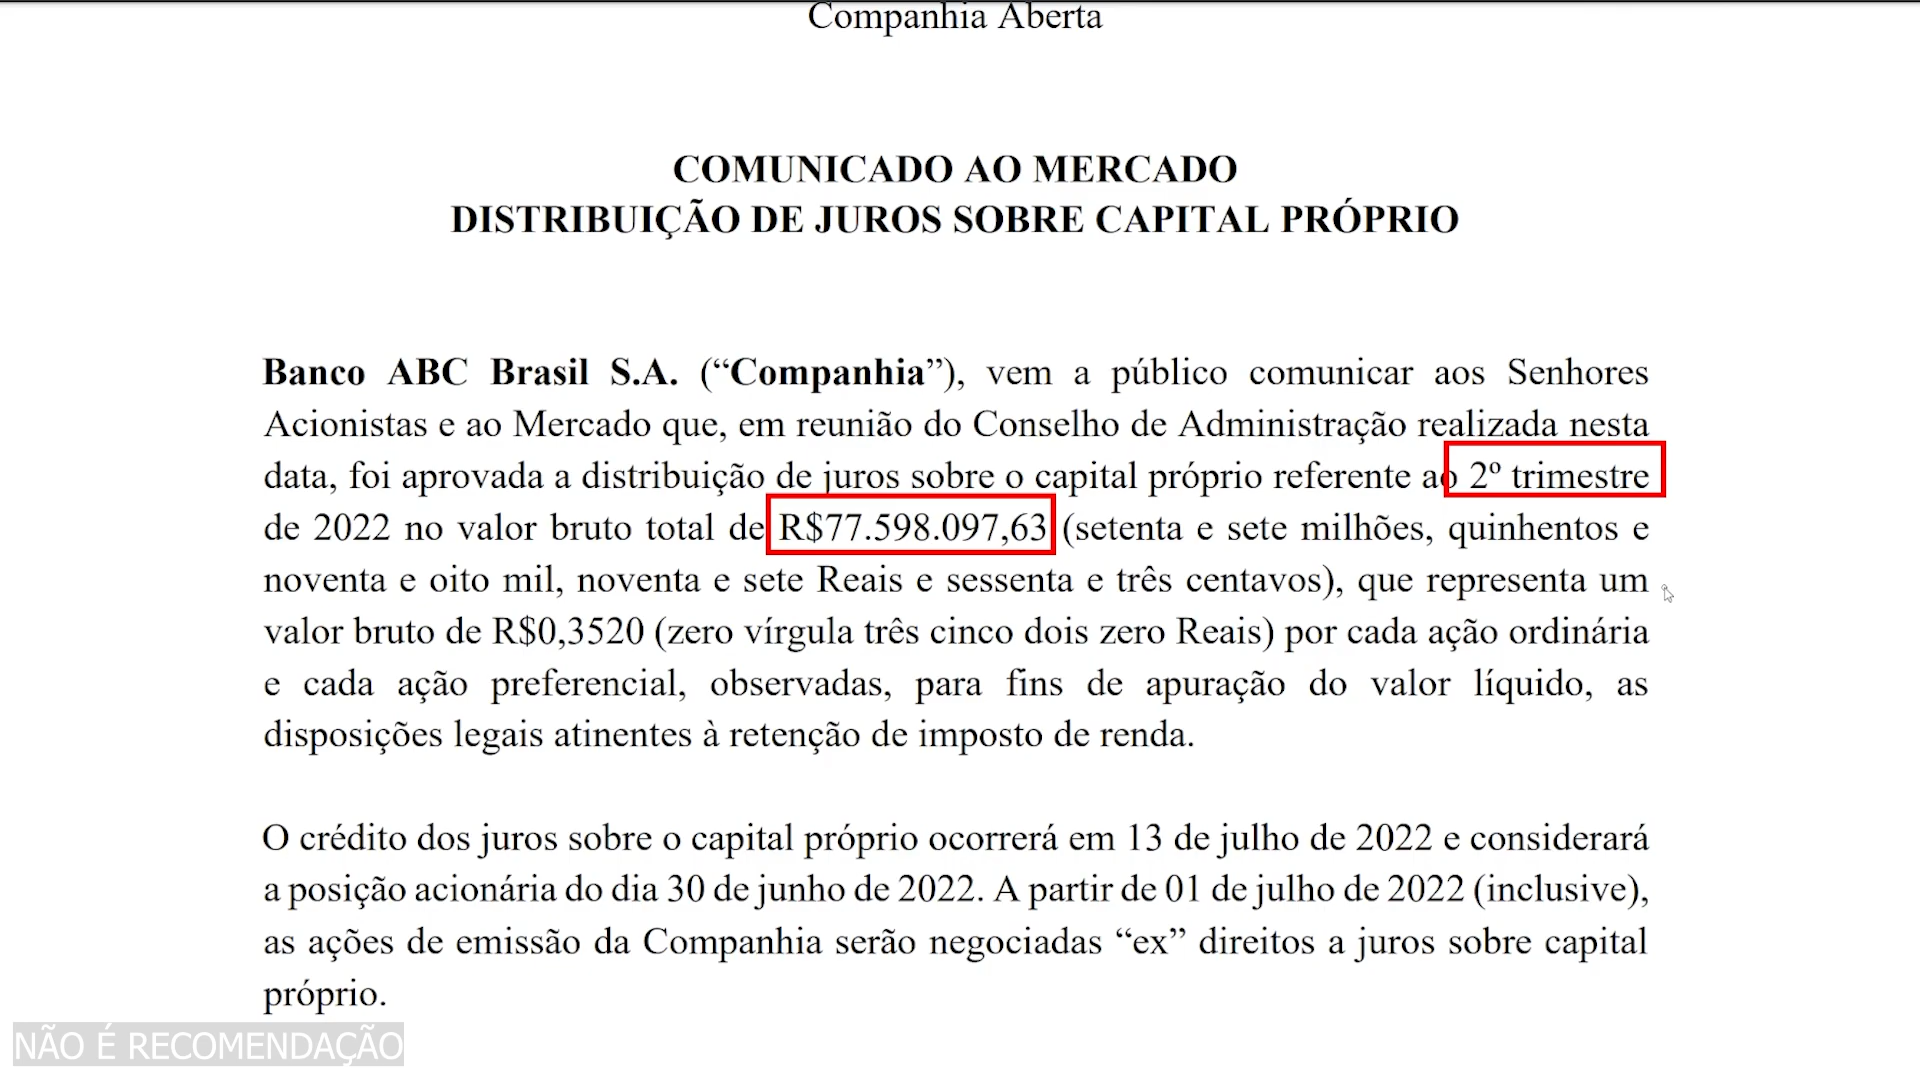 Companhia Aberta
COMUNICADO AO MERCADO
DISTRIBUIÇÃO DE JUROS SOBRE CAPITAL PRÓPRIO
Banco ABC Brasil S.A. (“Companhia”), vem a público comunicar aos Senhores
Acionistas e ao Mercado que, em reunião do Conselho de Administração realizada nesta
data, foi aprovada a distribuição de juros sobre o capital próprio referente ao 2º trimestre
de 2022 no valor bruto total de R$77.598.097,63 (setenta e sete milhões, quinhentos e
noventa e oito mil, noventa e sete Reais e sessenta e três centavos), que representa um
valor bruto de R$0,3520 (zero vírgula três cinco dois zero Reais) por cada ação ordinária
e cada ação preferencial, observadas, para fins de apuração do valor líquido, as
disposições legais atinentes à retenção de imposto de renda.
O crédito dos juros sobre o capital próprio ocorrerá em 13 de julho de 2022 e considerará
a posição acionária do dia 30 de junho de 2022. A partir de 01 de julho de 2022 (inclusive),
as ações de emissão da Companhia serão negociadas “ex” direitos a juros sobre capital
próprio.
NÃO É RECOMENDAÇÃO